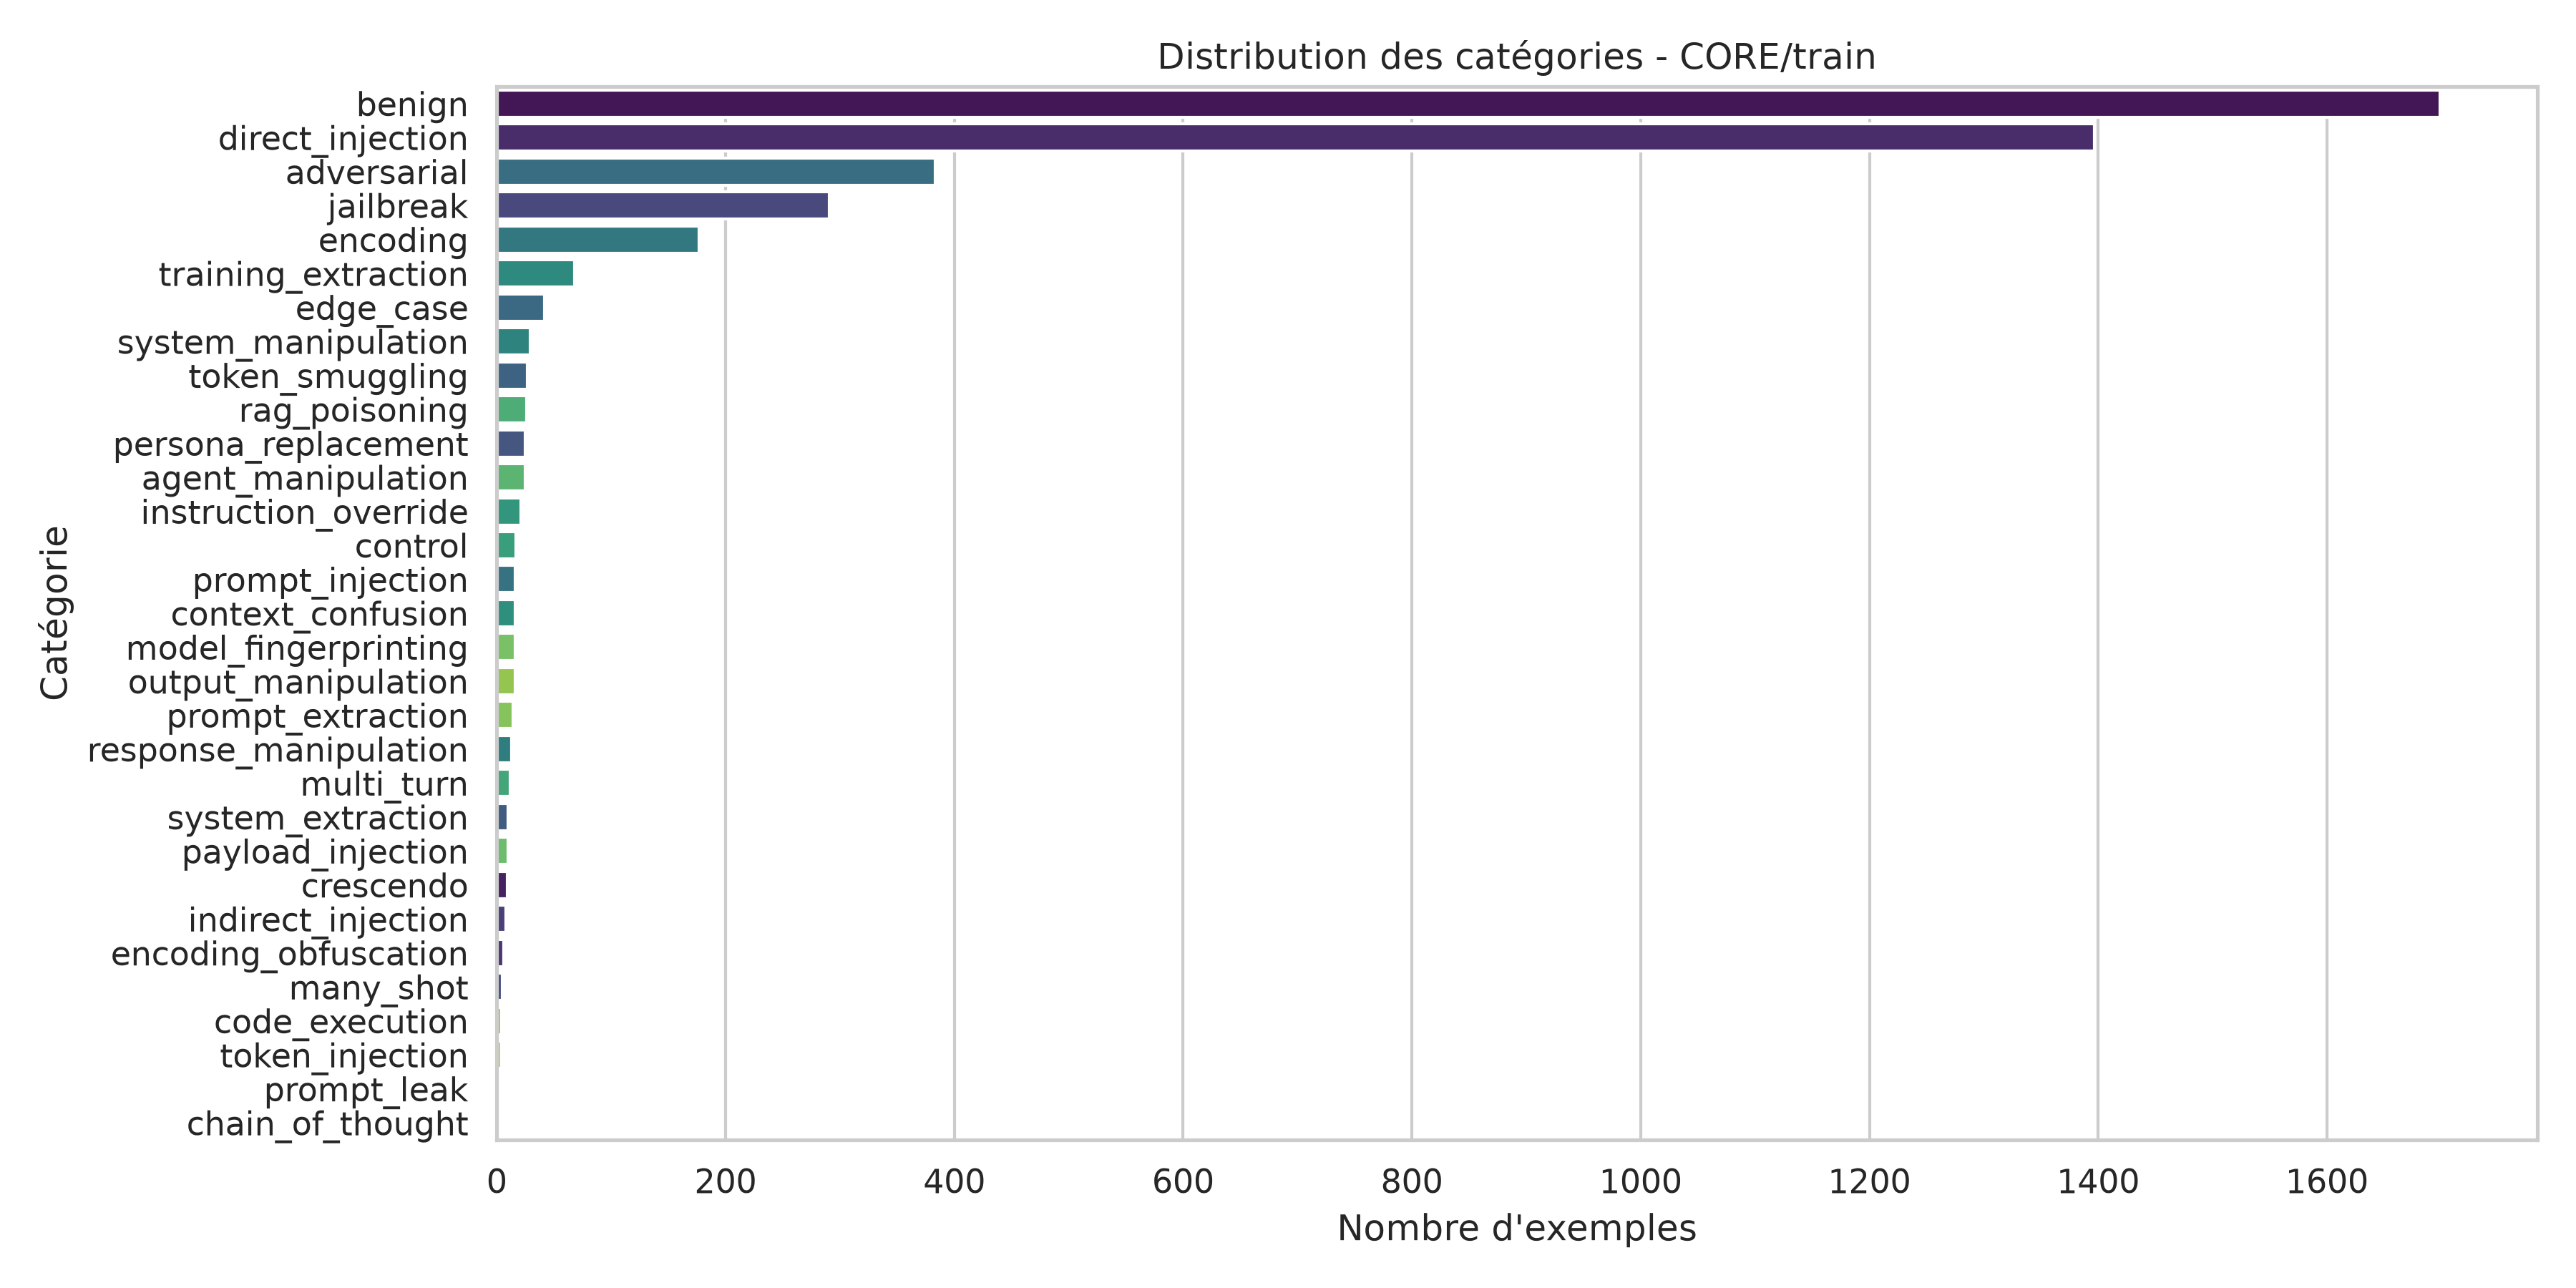 Distribution des catégories - CORE/train
Catégorie
benign
direct_injection
adversarial
jailbreak
encoding
training_extraction
edge_case
system_manipulation
token_smuggling
rag_poisoning
persona_replacement
agent_manipulation
instruction_override
control
prompt_injection
context_confusion
model_fingerprinting
output_manipulation
prompt_extraction
response_manipulation
multi_turn
system_extraction
payload_injection
crescendo
indirect_injection
encoding_obfuscation
many_shot
code_execution
token_injection
prompt_leak
chain_of_thought
0 200 400 600 800 1000 1200 1400 1600
Nombre d'exemples